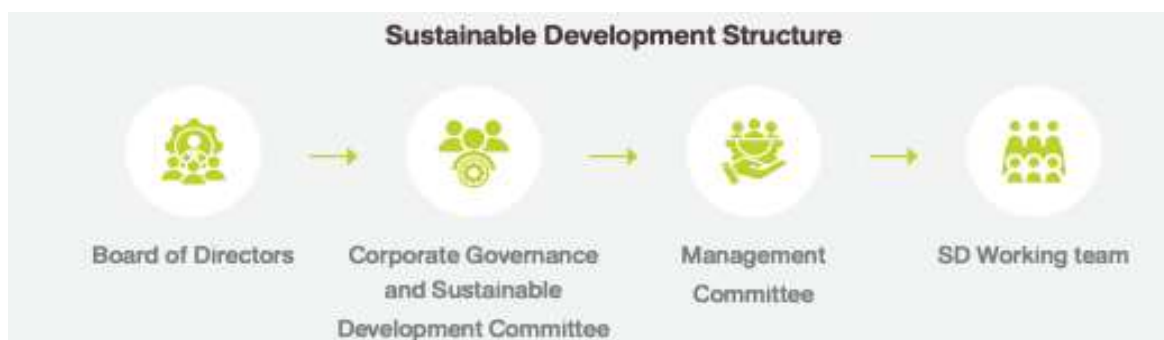 Sustainable Development Structure
Board of Directors
Corporate Governance
and Sustainable
Development Committee
Management
Committee
SD Working team